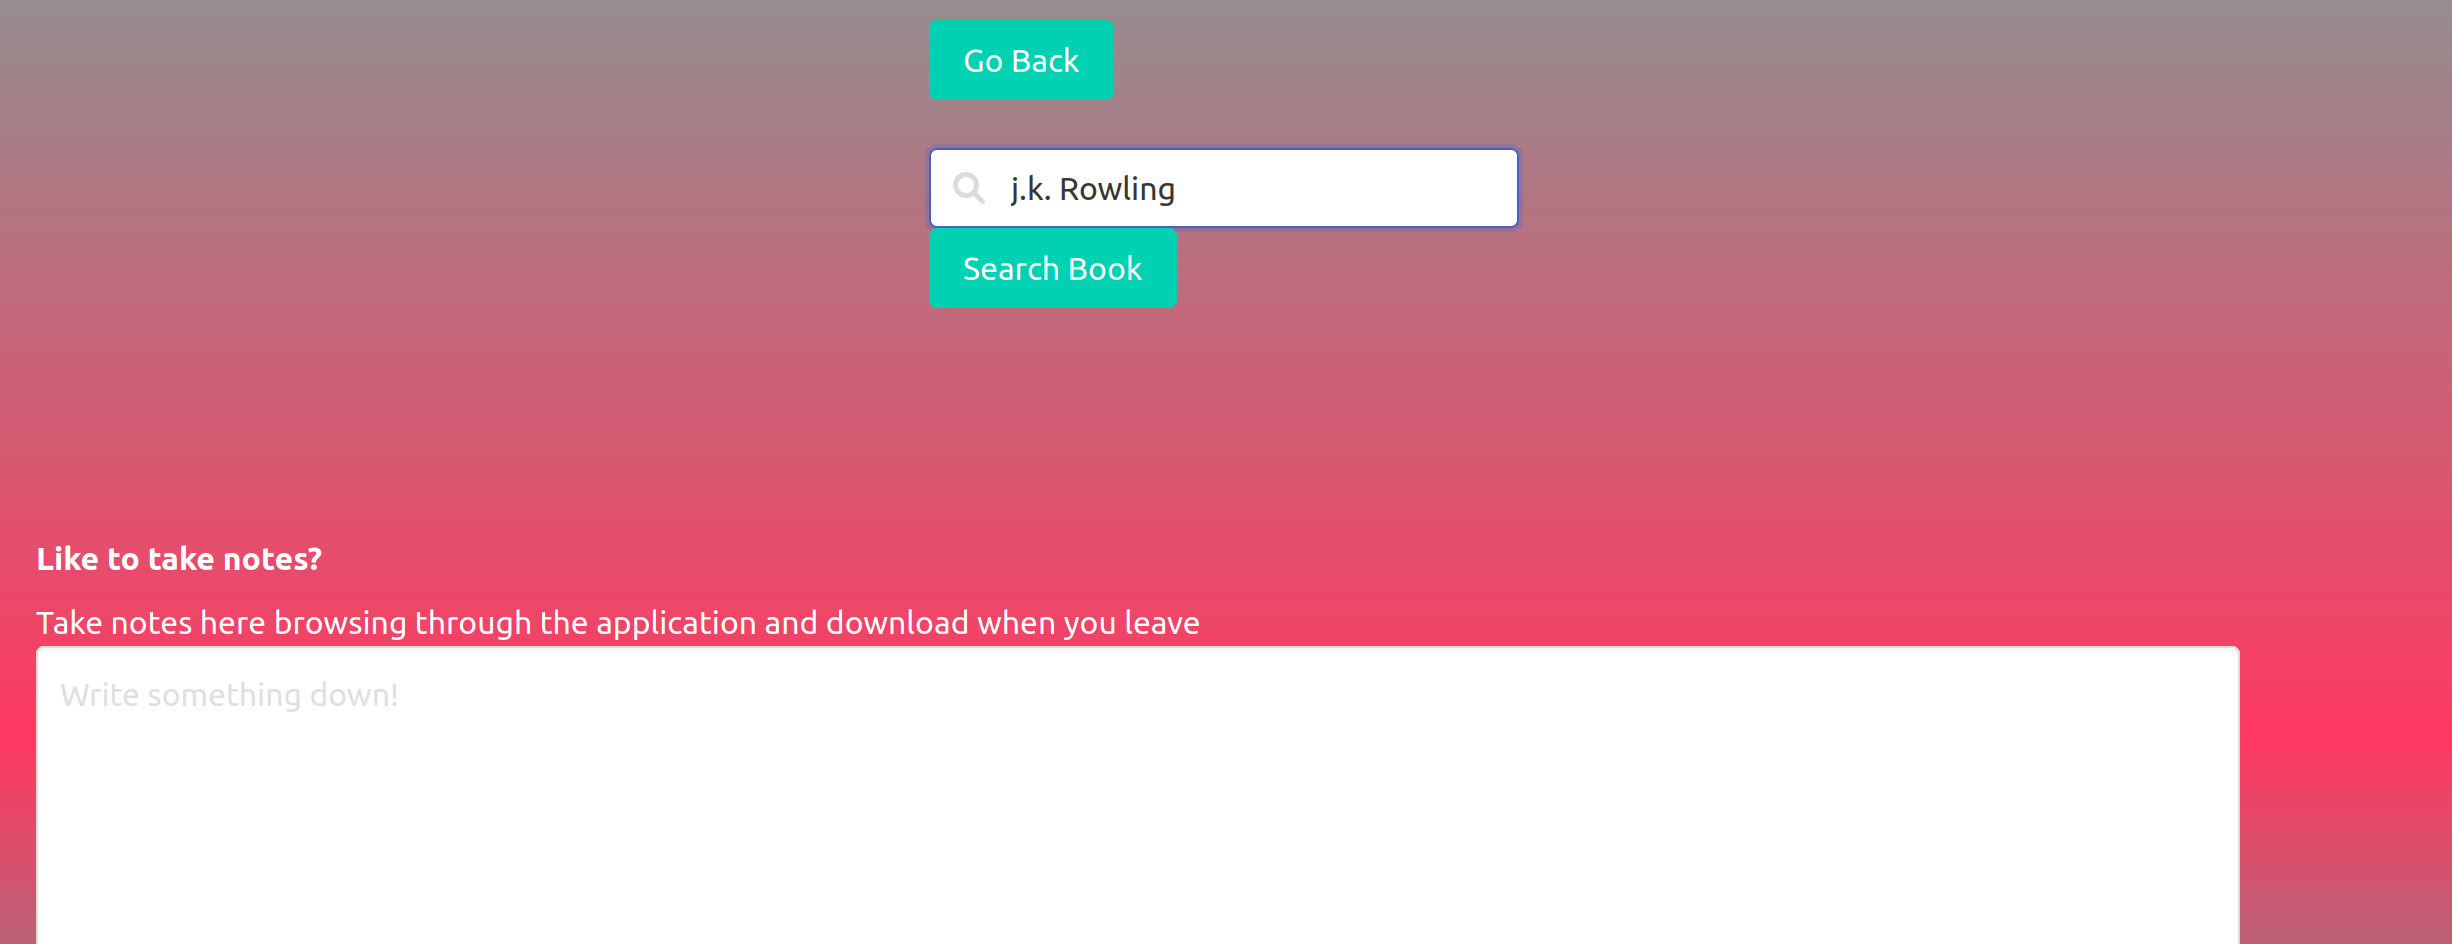 Go Back
j.k. Rowling
Search Book
Like to take notes?
Take notes here browsing through the application and download when you leave
Write something down!